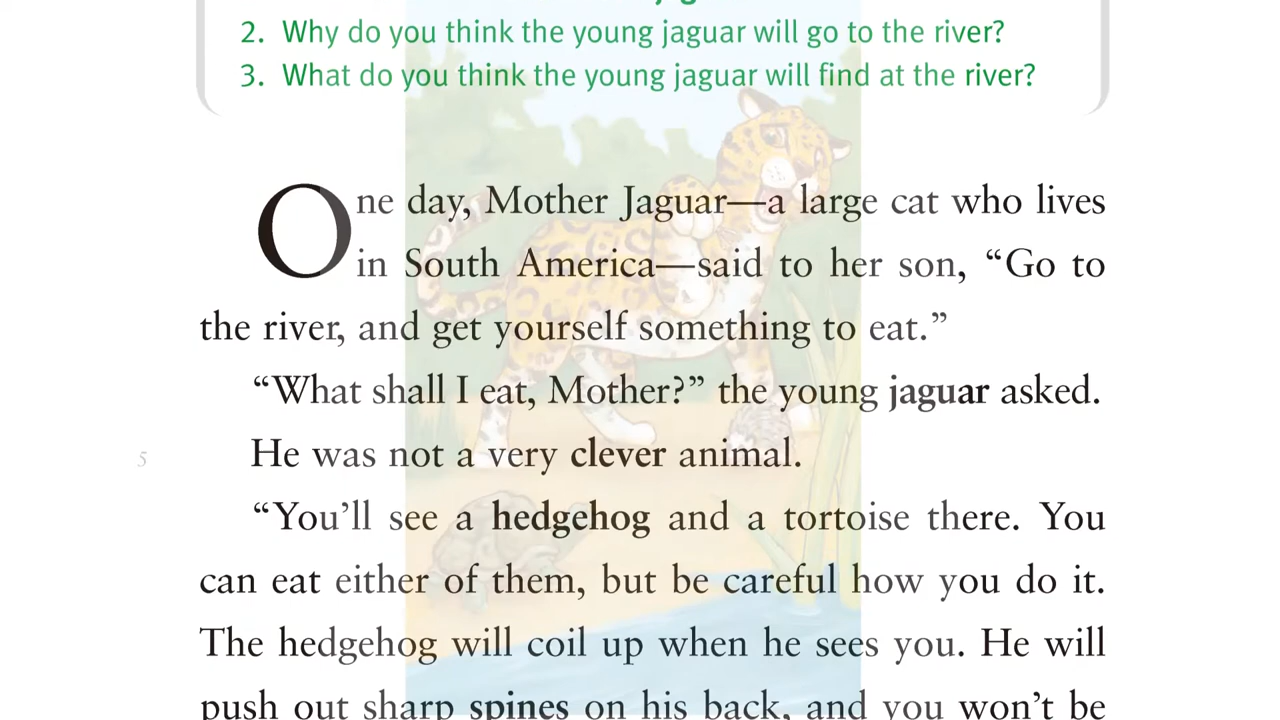 2. Why do you think the young jaguar will go to the river?
3. What do you think the young jaguar will find at the river?
One day, Mother Jaguar—a large cat who lives
in South America—said to her son, “Go to
the river, and get yourself something to eat.”
“What shall I eat, Mother?” the young jaguar asked.
5 He was not a very clever animal.
“You’ll see a hedgehog and a tortoise there. You
can eat either of them, but be careful how you do it.
The hedgehog will coil up when he sees you. He will
push out sharp spines on his back, and you won’t be